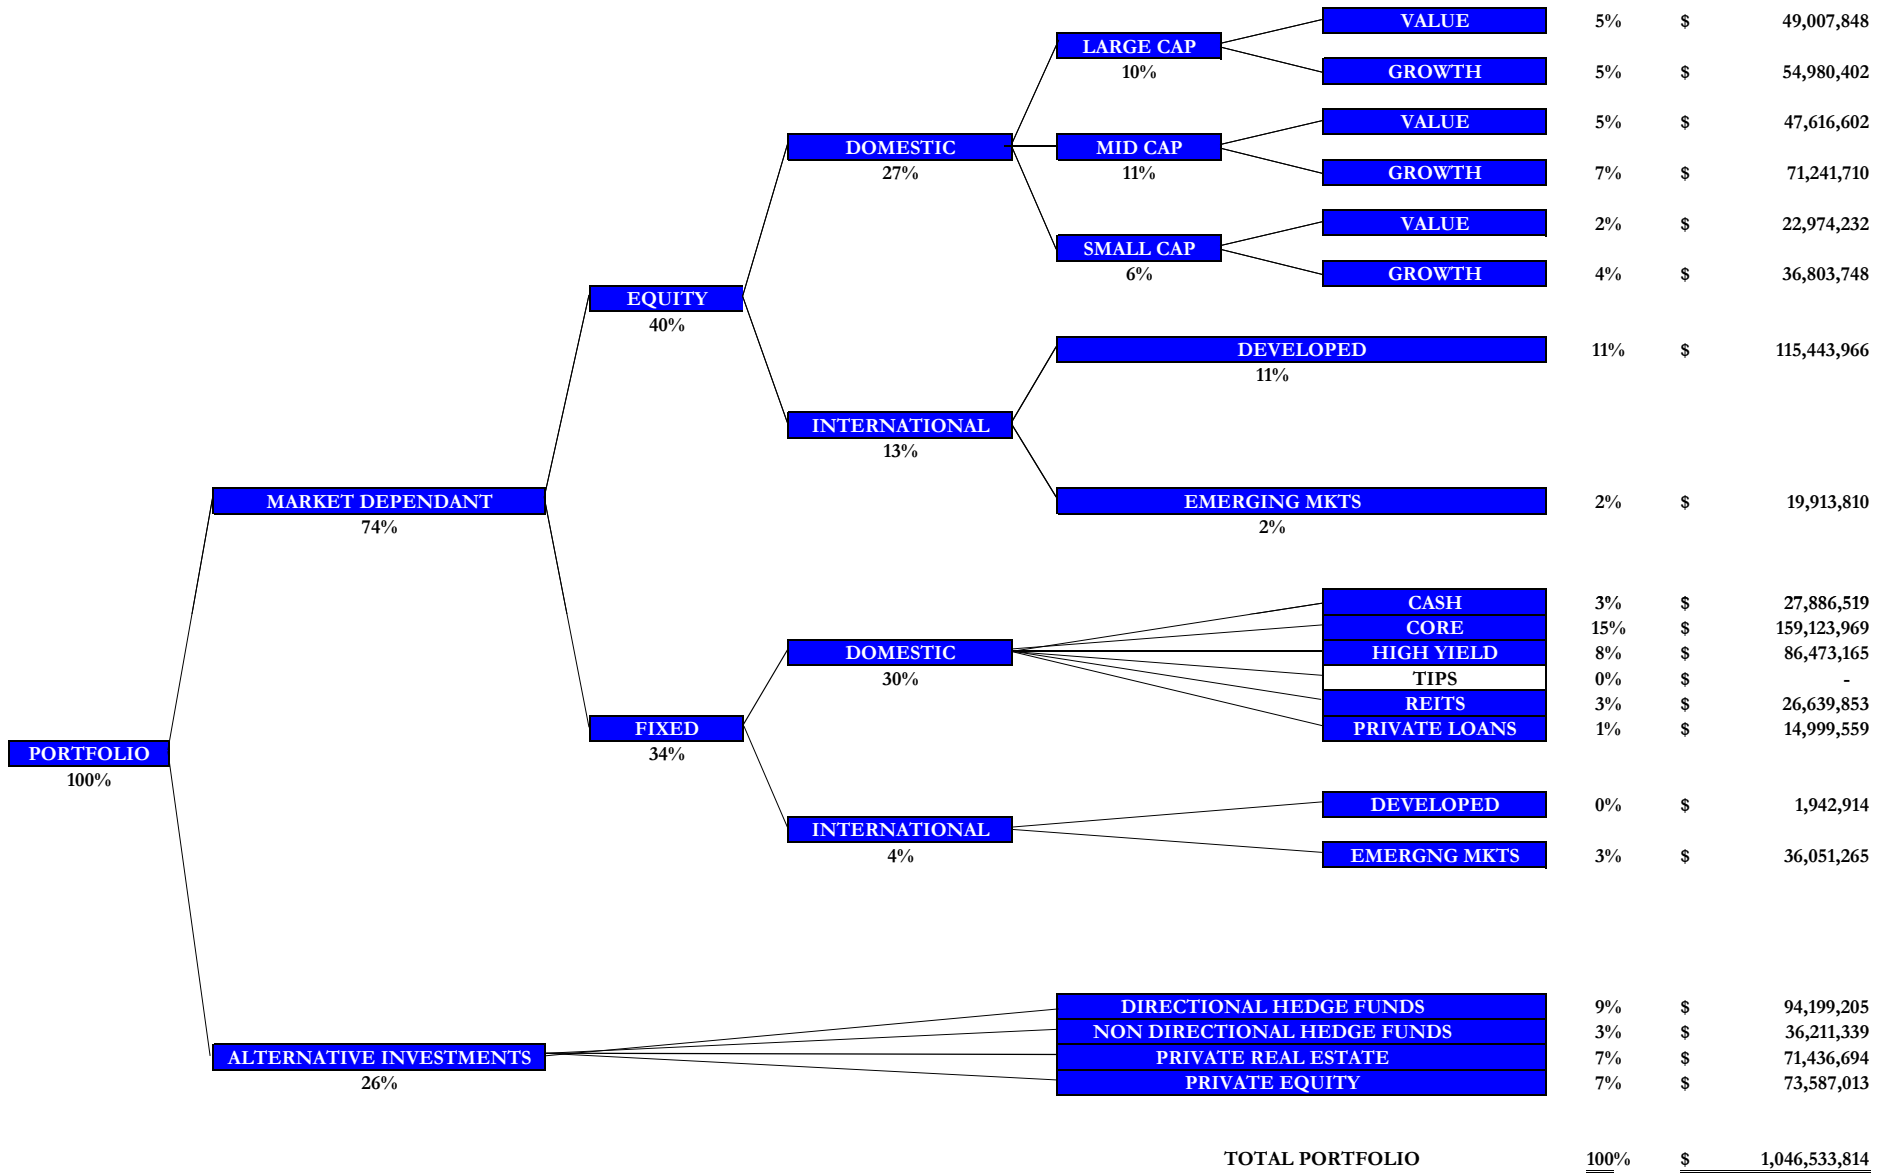 VALUE 5% $ 49,007,848
LARGE CAP
10%
GROWTH 5% $ 54,980,402
VALUE 5% $ 47,616,602
DOMESTIC MID CAP
27% 11% GROWTH 7% $ 71,241,710
VALUE 2% $ 22,974,232
SMALL CAP
6% GROWTH 4% $ 36,803,748
EQUITY
40%
DEVELOPED 11% $ 115,443,966
11%
INTERNATIONAL
13%
MARKET DEPENDANT EMERGING MKTS 2% $ 19,913,810
74% 2%
CASH 3% $ 27,886,519
CORE 15% $ 159,123,969
DOMESTIC HIGH YIELD 8% $ 86,473,165
30% TIPS 0% $ -
REITS 3% $ 26,639,853
FIXED PRIVATE LOANS 1% $ 14,999,559
PORTFOLIO 34%
100%
DEVELOPED 0% $ 1,942,914
INTERNATIONAL
4% EMERGNG MKTS 3% $ 36,051,265
DIRECTIONAL HEDGE FUNDS 9% $ 94,199,205
NON DIRECTIONAL HEDGE FUNDS 3% $ 36,211,339
ALTERNATIVE INVESTMENTS PRIVATE REAL ESTATE 7% $ 71,436,694
26% PRIVATE EQUITY 7% $ 73,587,013
TOTAL PORTFOLIO 100% $ 1,046,533,814